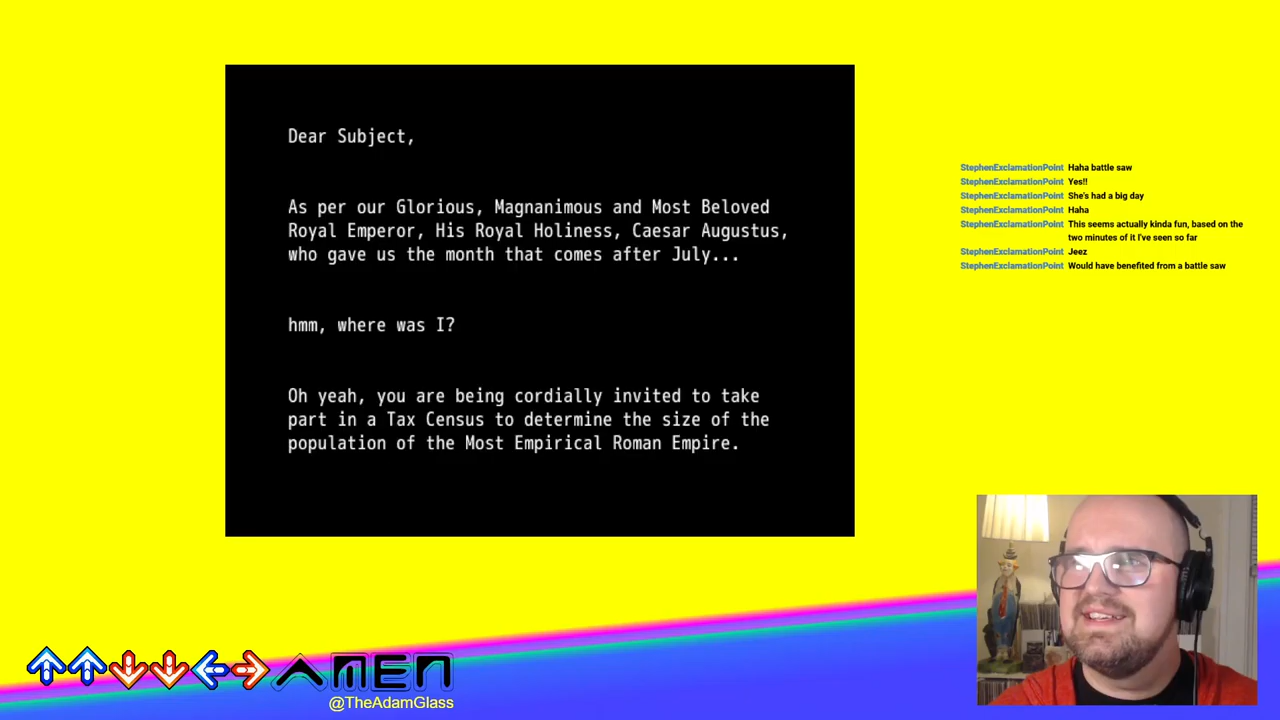 Dear Subject,
As per our Glorious, Magnanimous and Most Beloved
Royal Emperor, His Royal Holiness, Caesar Augustus,
who gave us the month that comes after July...
hmm, where was I?
Oh yeah, you are being cordially invited to take
part in a Tax Census to determine the size of the
population of the Most Empirical Roman Empire.
StephenExclamationPoint Haha battle saw
StephenExclamationPoint Yes!!
StephenExclamationPoint She's had a big day
StephenExclamationPoint Haha
StephenExclamationPoint This seems actually kinda fun, based on the
two minutes of it I've seen so far
StephenExclamationPoint Jeez
StephenExclamationPoint Would have benefited from a battle saw
AMEN
@TheAdamGlass